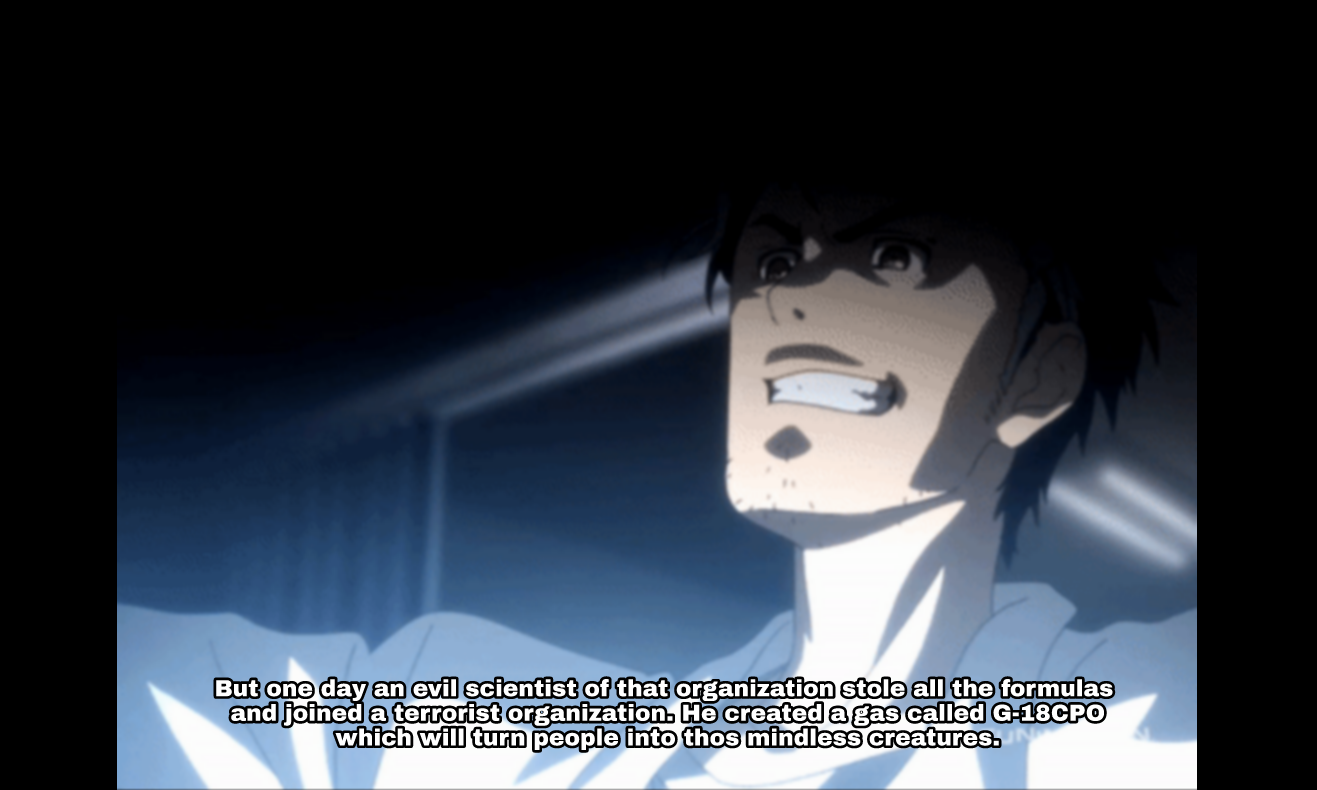 But one day an evil scientist of that organization stole all the formulas
and joined a terrorist organization. He created a gas called G-18CPO
which will turn people into thos mindless creatures.